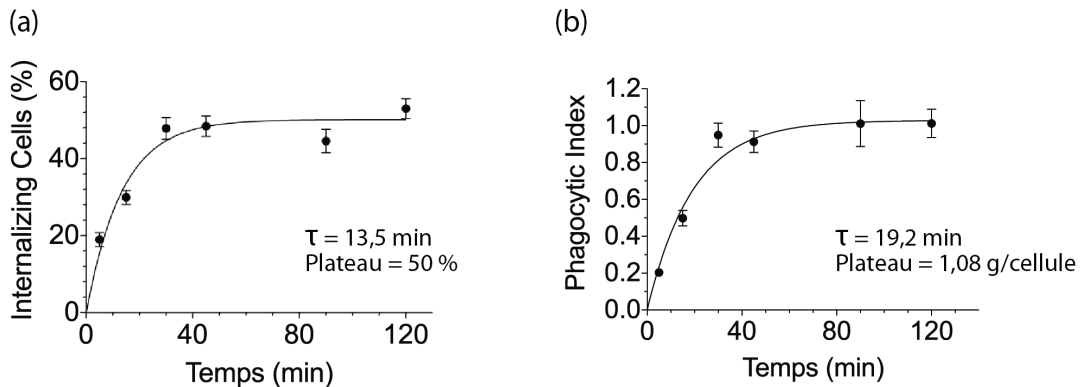 (a)
Internalizing Cells (%)
60
40
20
0
τ = 13,5 min
Plateau = 50 %
0 40 80 120
Temps (min)
(b)
Phagocytic Index
1.2
1.0
0.8
0.6
0.4
0.2
0.0
τ = 19,2 min
Plateau = 1,08 g/cellule
0 40 80 120
Temps (min)